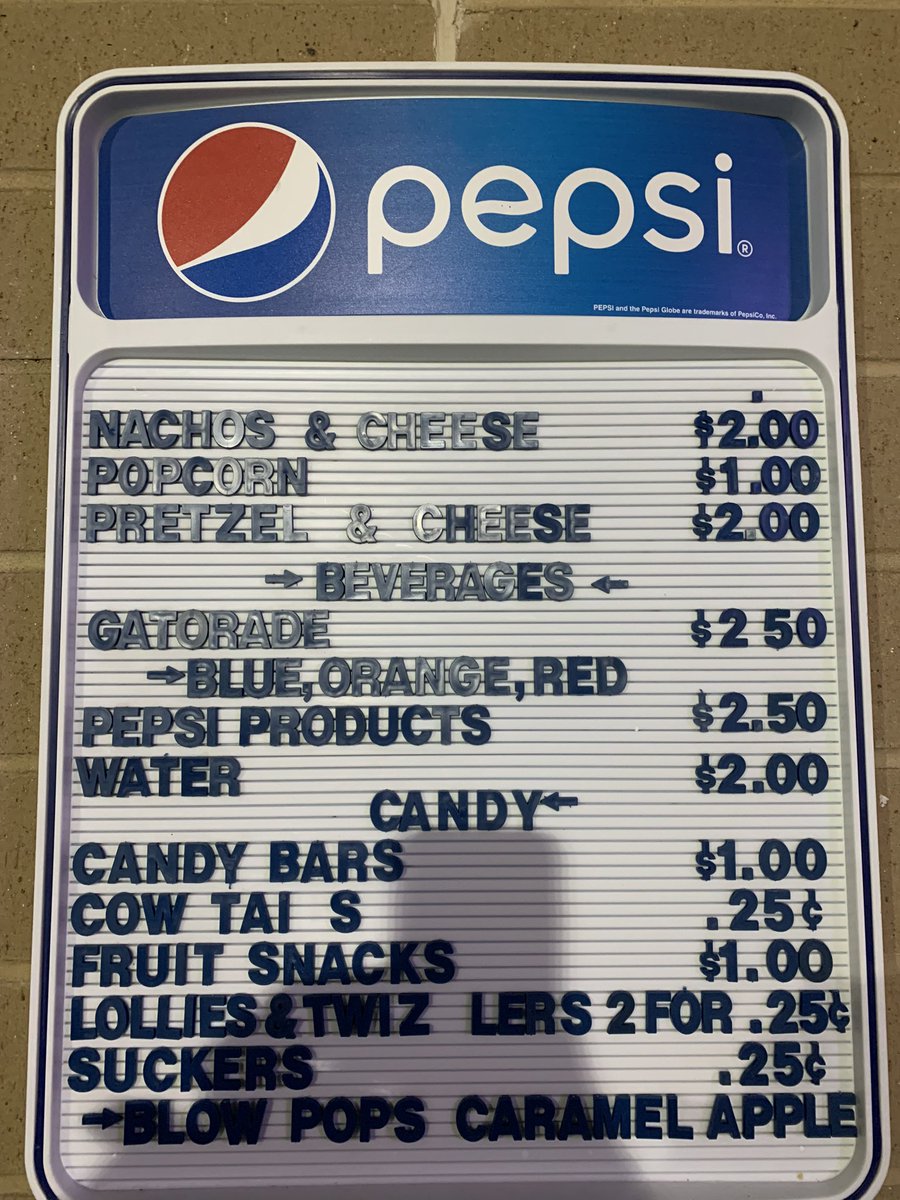 pepsi®
PEPSI and the Pepsi Globe are trademarks of PepsiCo, Inc.
NACHOS & CHEESE $2.00
POPCORN $1.00
PRETZEL & CHEESE $2.00
→ BEVERAGES ←
GATORADE $2 50
→BLUE,ORANGE,RED
PEPSI PRODUCTS $2.50
WATER $2.00
CANDY←
CANDY BARS $1.00
COW TAI S .25¢
FRUIT SNACKS $1.00
LOLLIES&TWIZ LERS 2 FOR .25¢
SUCKERS .25¢
→BLOW POPS CARAMEL APPLE